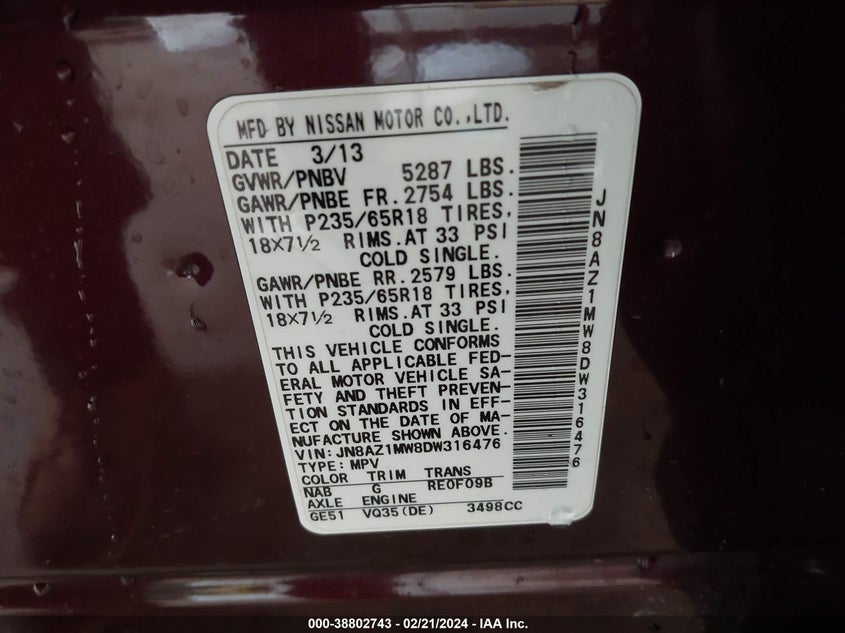 MFD BY NISSAN MOTOR CO.,LTD.
DATE 3/13
GVWR/PNBV 5287 LBS.
GAWR/PNBE FR. 2754 LBS.
WITH P235/65R18 TIRES,
18X7½ RIMS. AT 33 PSI
COLD SINGLE.
GAWR/PNBE RR. 2579 LBS.
WITH P235/65R18 TIRES,
18X7½ RIMS. AT 33 PSI
COLD SINGLE.
THIS VEHICLE CONFORMS
TO ALL APPLICABLE FED-
ERAL MOTOR VEHICLE SA-
FETY AND THEFT PREVEN-
TION STANDARDS IN EFF-
ECT ON THE DATE OF MA-
NUFACTURE SHOWN ABOVE.
VIN: JN8AZ1MW8DW316476
TYPE: MPV
COLOR TRIM TRANS
NAB G RE0F09B
AXLE ENGINE
GE51 VQ35(DE) 3498CC
JN8AZ1MW8DW316476
000-38802743 - 02/21/2024 - IAA Inc.